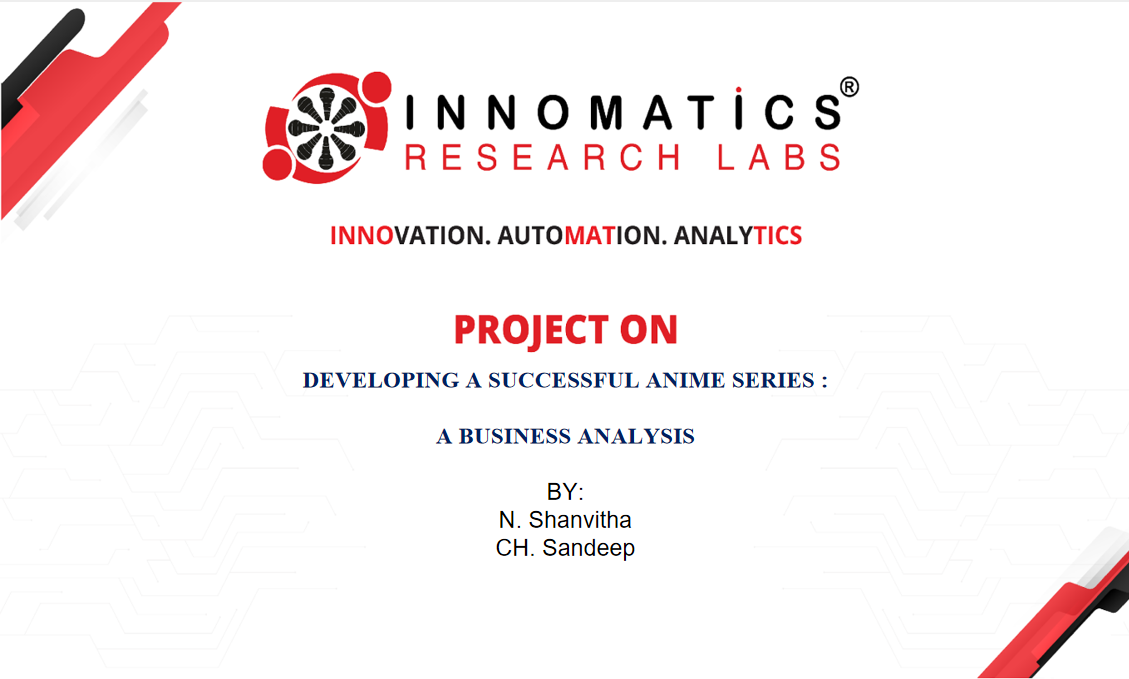 INNOMATICS®
RESEARCH LABS
INNOVATION. AUTOMATION. ANALYTICS
PROJECT ON
DEVELOPING A SUCCESSFUL ANIME SERIES :
A BUSINESS ANALYSIS
BY:
N. Shanvitha
CH. Sandeep